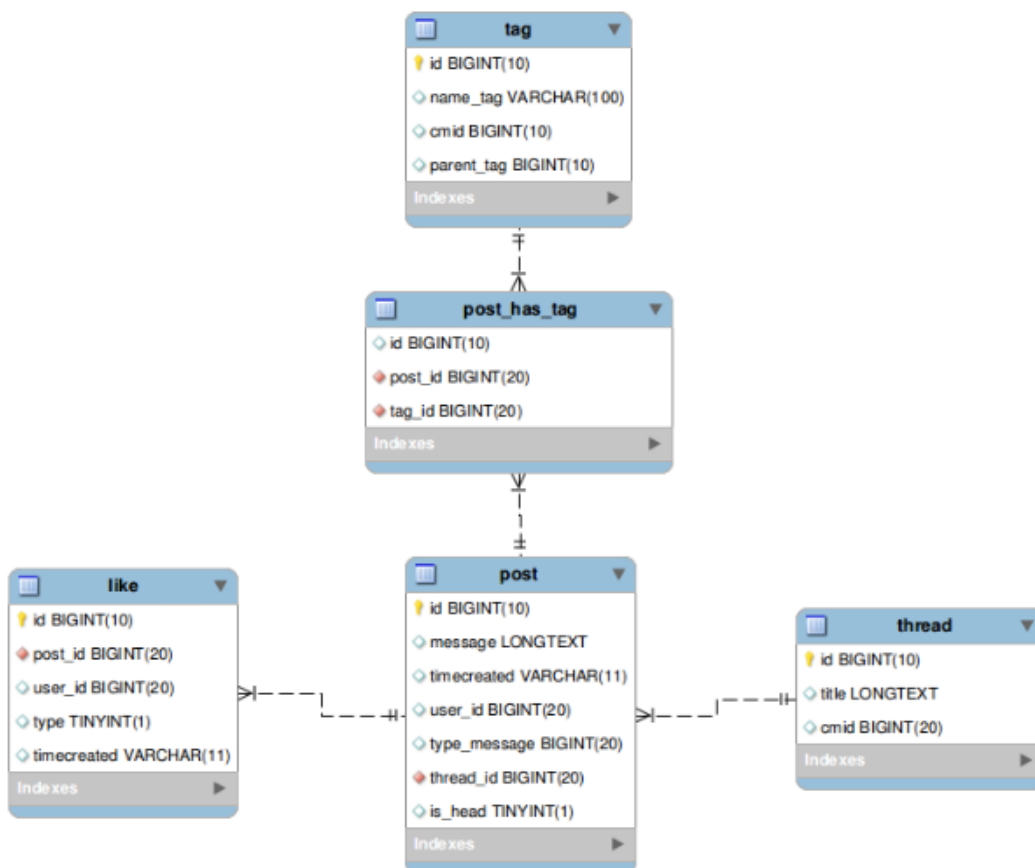 tag
id BIGINT(10)
name_tag VARCHAR(100)
cmid BIGINT(10)
parent_tag BIGINT(10)
Indexes
post_has_tag
id BIGINT(10)
post_id BIGINT(20)
tag_id BIGINT(20)
Indexes
like
id BIGINT(10)
post_id BIGINT(20)
user_id BIGINT(20)
type TINYINT(1)
timecreated VARCHAR(11)
Indexes
post
id BIGINT(10)
message LONGTEXT
timecreated VARCHAR(11)
user_id BIGINT(20)
type_message BIGINT(20)
thread_id BIGINT(20)
is_head TINYINT(1)
Indexes
thread
id BIGINT(10)
title LONGTEXT
cmid BIGINT(20)
Indexes